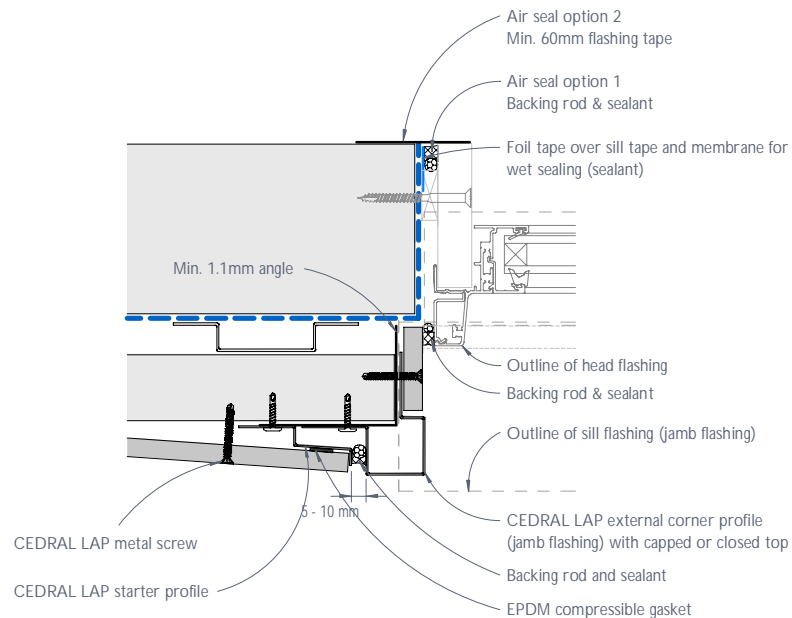 Air seal option 2
Min. 60mm flashing tape
Air seal option 1
Backing rod & sealant
Foil tape over sill tape and membrane for
wet sealing (sealant)
Min. 1.1mm angle
Outline of head flashing
Backing rod & sealant
Outline of sill flashing (jamb flashing)
5 - 10 mm
CEDRAL LAP external corner profile
(jamb flashing) with capped or closed top
CEDRAL LAP metal screw
Backing rod and sealant
CEDRAL LAP starter profile
EPDM compressible gasket